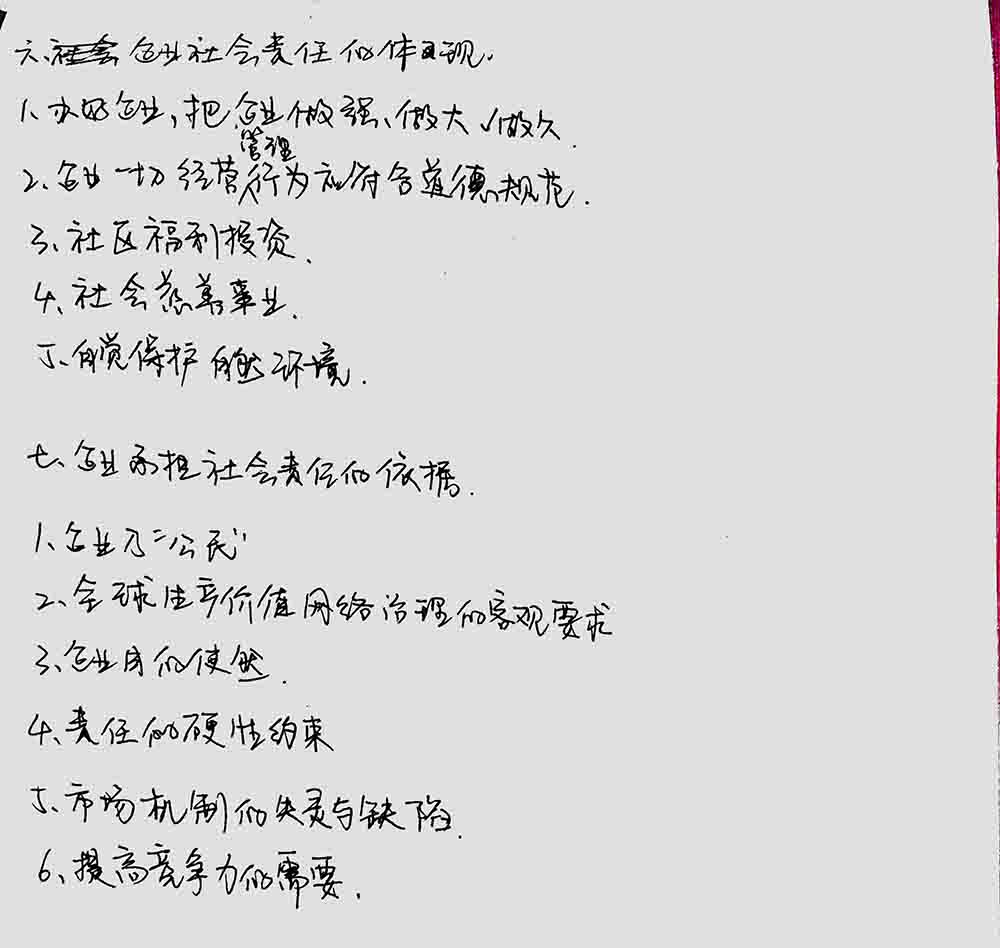 六、企业社会责任的体现.
1、办好企业,把企业做强、做大、做久.
2、企业一切经营管理行为应符合道德规范.
3、社区福利投资.
4、社会慈善事业.
5、自觉保护自然环境.
七、企业承担社会责任的依据.
1、企业乃“公民”
2、全球生产价值网络治理的客观要求
3、企业目的使然.
4、责任的硬性约束
5、市场机制的失灵与缺陷.
6、提高竞争力的需要.